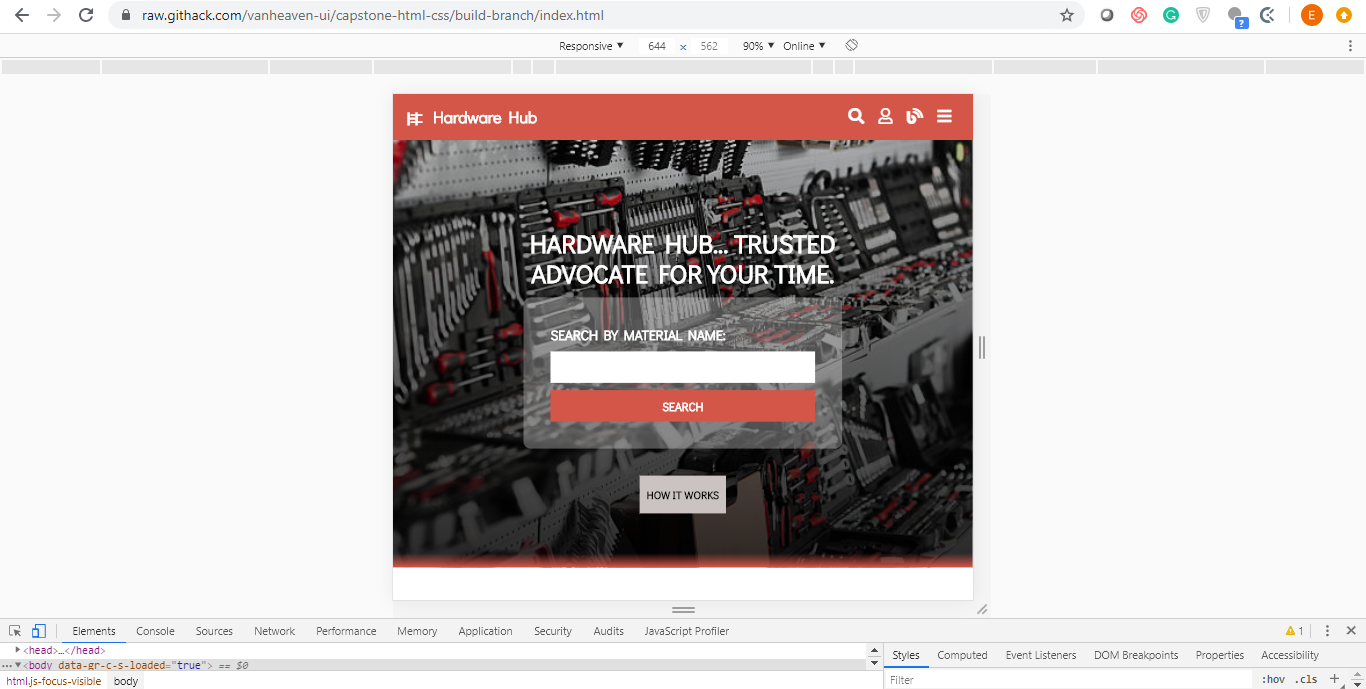 raw.githack.com/vanheaven-ui/capstone-html-css/build-branch/index.html
E
?
Responsive ▼ 644 × 562 90% ▼ Online ▼
Hardware Hub
HARDWARE HUB... TRUSTED
ADVOCATE FOR YOUR TIME.
SEARCH BY MATERIAL NAME:
SEARCH
HOW IT WORKS
Elements Console Sources Network Performance Memory Application Security Audits JavaScript Profiler 1
<head>…</head>
<body data-gr-c-s-loaded="true"> == $0
html.js-focus-visible body
Styles Computed Event Listeners DOM Breakpoints Properties Accessibility
Filter :hov .cls +